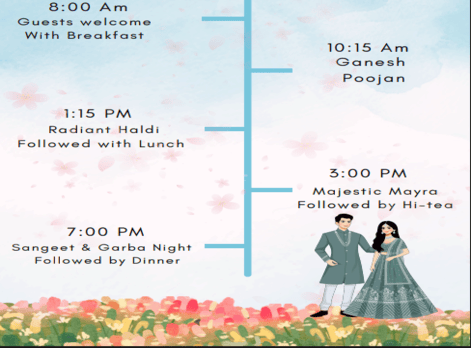 8:00 Am
Guests welcome
With Breakfast
10:15 Am
Ganesh
Poojan
1:15 PM
Radiant Haldi
Followed with Lunch
3:00 PM
Majestic Mayra
Followed by Hi-tea
7:00 PM
Sangeet & Garba Night
Followed by Dinner